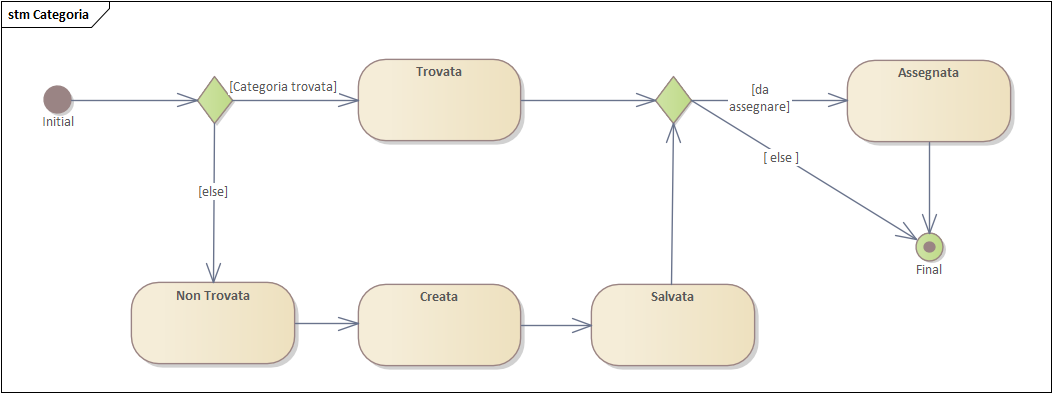 stm Categoria
Initial
[Categoria trovata]
Trovata
[da
assegnare]
Assegnata
[ else ]
[else]
Final
Non Trovata
Creata
Salvata